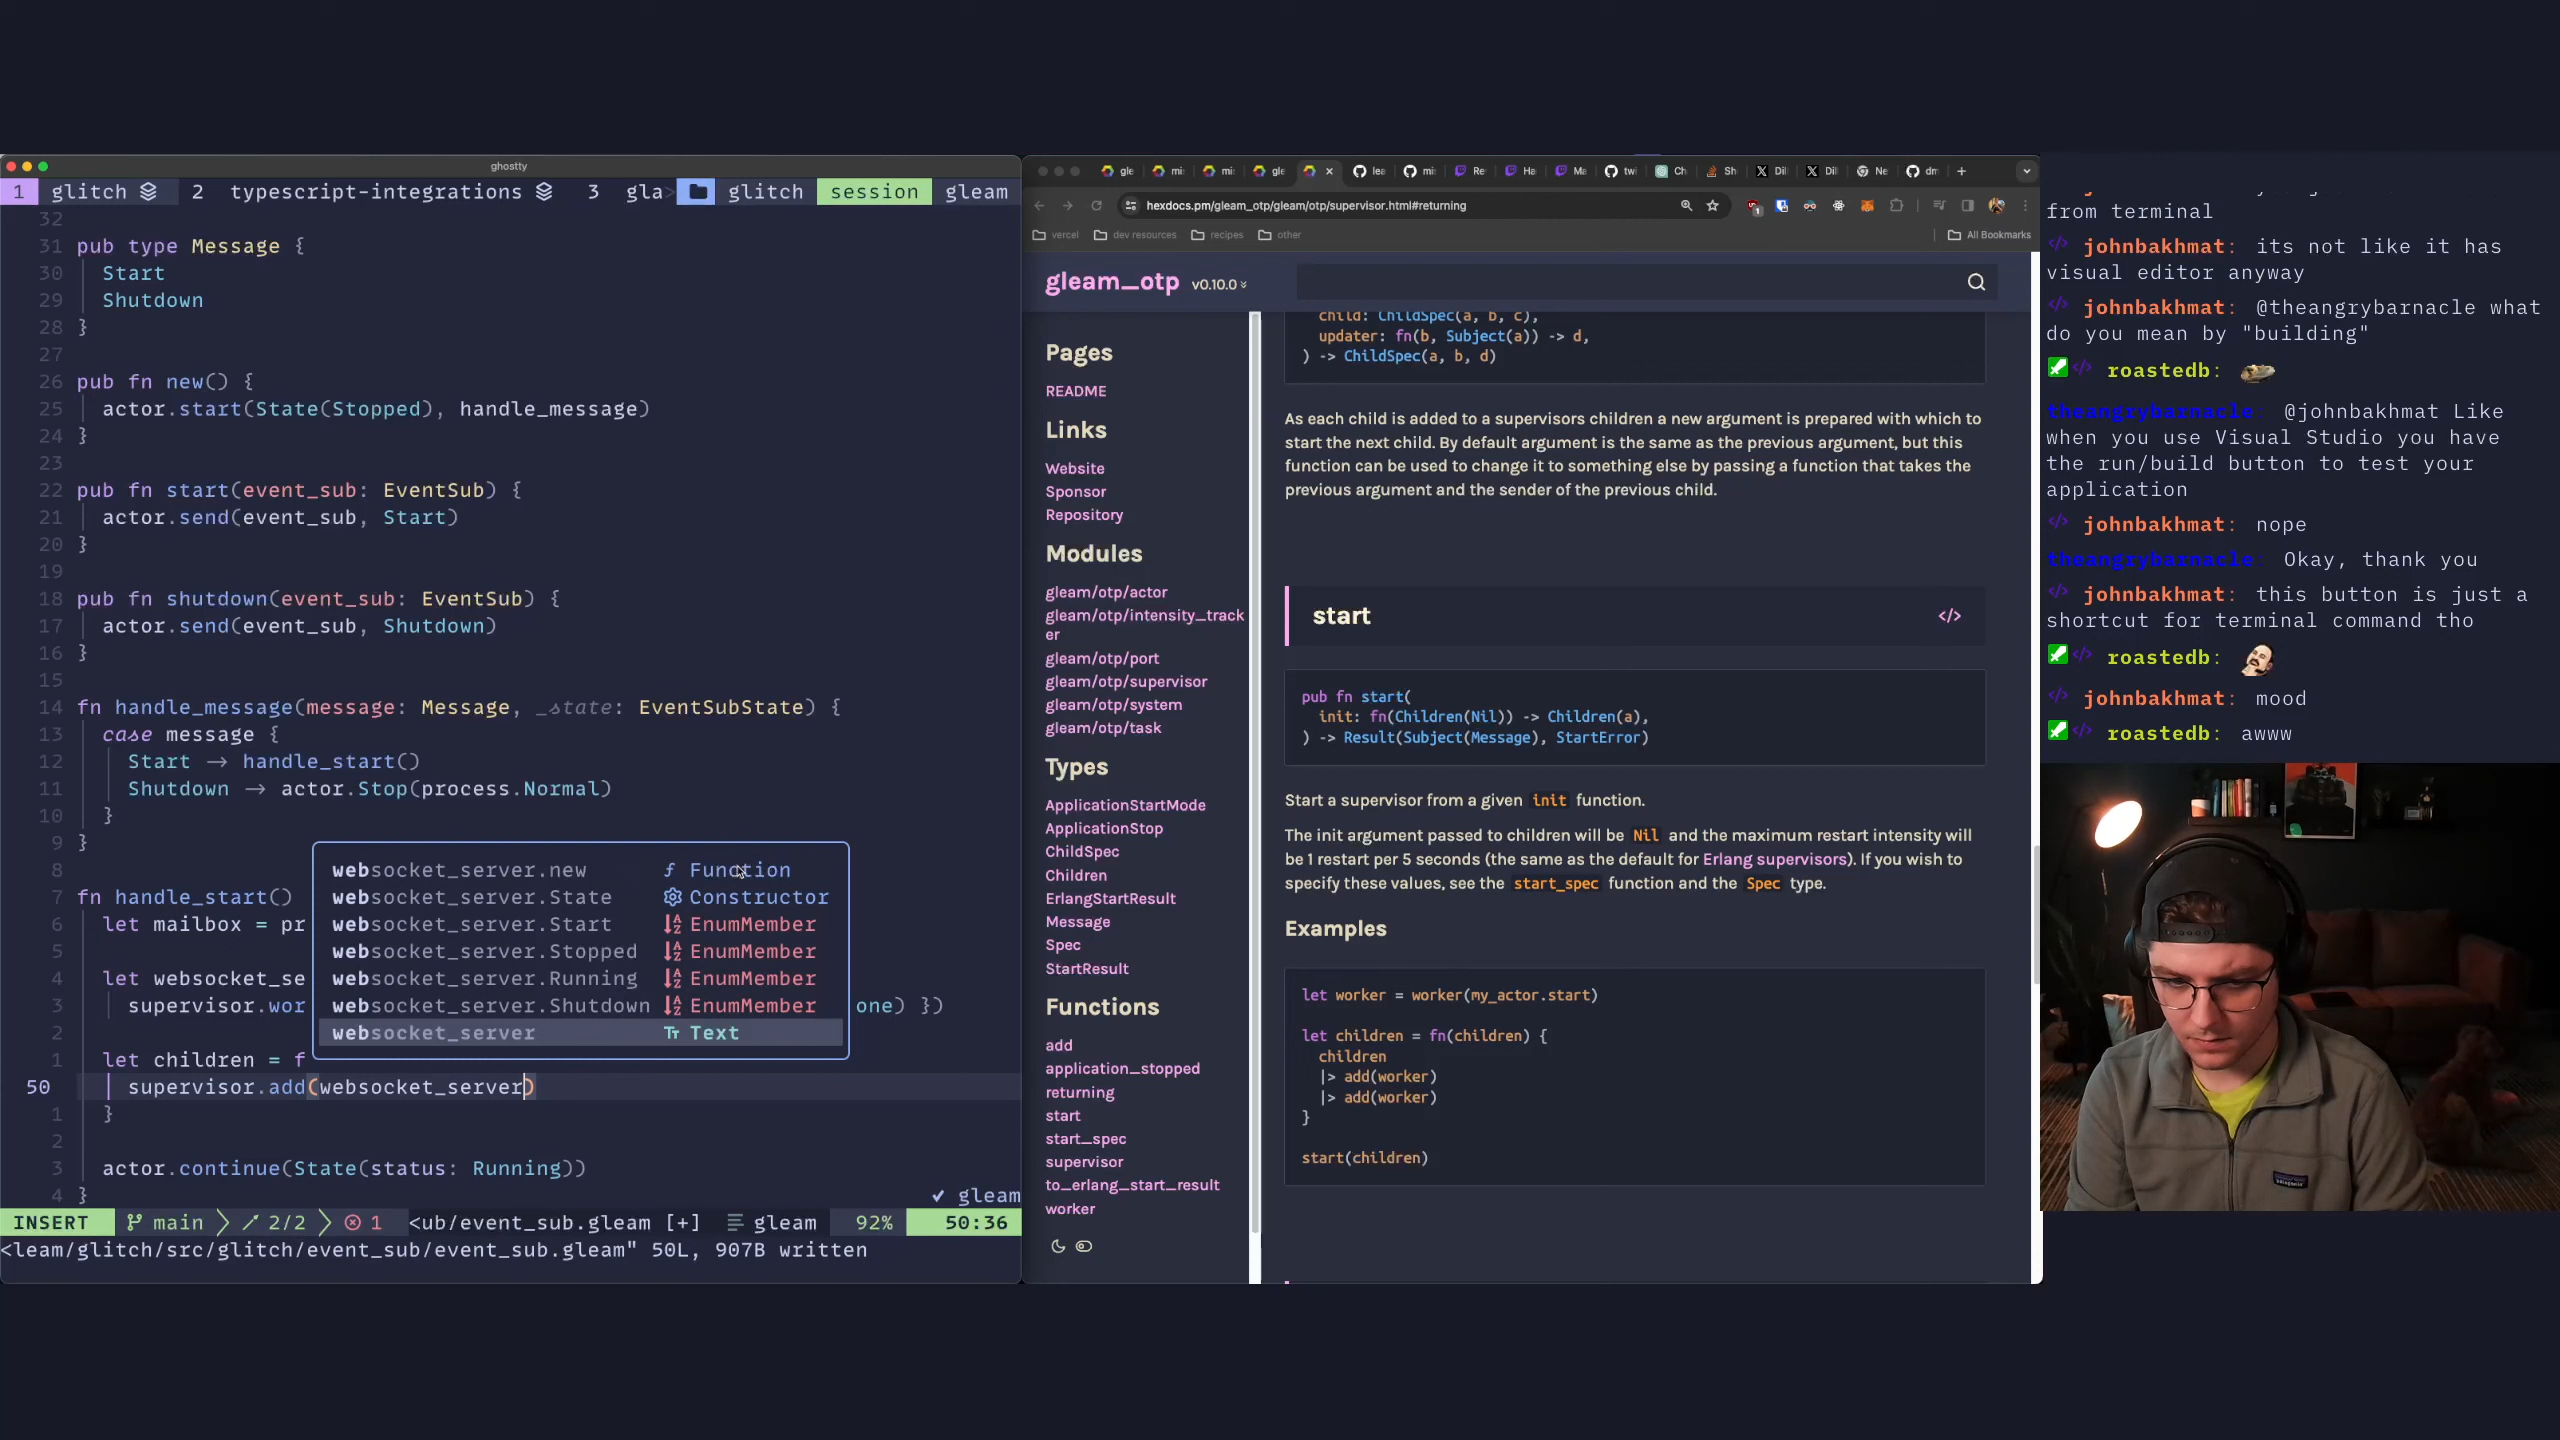 ghostty
1 glitch 2 typescript-integrations 3 gla> glitch session gleam
32
31 pub type Message {
30 Start
29 Shutdown
28 }
27
26 pub fn new() {
25 actor.start(State(Stopped), handle_message)
24 }
23
22 pub fn start(event_sub: EventSub) {
21 actor.send(event_sub, Start)
20 }
19
18 pub fn shutdown(event_sub: EventSub) {
17 actor.send(event_sub, Shutdown)
16 }
15
14 fn handle_message(message: Message, _state: EventSubState) {
13 case message {
12 Start → handle_start()
11 Shutdown → actor.Stop(process.Normal)
10 }
9 }
8
7 fn handle_start()
6 let mailbox = pr
5
4 let websocket_se
3 supervisor.wor one) })
2
1 let children = f
50 supervisor.add(websocket_server)
1 }
2
3 actor.continue(State(status: Running))
4 }
websocket_server.new Function
websocket_server.State Constructor
websocket_server.Start EnumMember
websocket_server.Stopped EnumMember
websocket_server.Running EnumMember
websocket_server.Shutdown EnumMember
websocket_server Text
✓ gleam
INSERT main 2/2 1 <ub/event_sub.gleam [+] gleam 92% 50:36
<leam/glitch/src/glitch/event_sub/event_sub.gleam" 50L, 907B written
gle mi mi gle lea mi Re Ha Ma twi Ch Sh Dil Dil Ne dm
hexdocs.pm/gleam_otp/gleam/otp/supervisor.html#returning
vercel dev resources recipes other All Bookmarks
gleam_otp v0.10.0
Pages
README
Links
Website
Sponsor
Repository
Modules
gleam/otp/actor
gleam/otp/intensity_track
er
gleam/otp/port
gleam/otp/supervisor
gleam/otp/system
gleam/otp/task
Types
ApplicationStartMode
ApplicationStop
ChildSpec
Children
ErlangStartResult
Message
Spec
StartResult
Functions
add
application_stopped
returning
start
start_spec
supervisor
to_erlang_start_result
worker
child: ChildSpec(a, b, c),
updater: fn(b, Subject(a)) -> d,
) -> ChildSpec(a, b, d)
As each child is added to a supervisors children a new argument is prepared with which to
start the next child. By default argument is the same as the previous argument, but this
function can be used to change it to something else by passing a function that takes the
previous argument and the sender of the previous child.
start </>
pub fn start(
init: fn(Children(Nil)) -> Children(a),
) -> Result(Subject(Message), StartError)
Start a supervisor from a given init function.
The init argument passed to children will be Nil and the maximum restart intensity will
be 1 restart per 5 seconds (the same as the default for Erlang supervisors). If you wish to
specify these values, see the start_spec function and the Spec type.
Examples
let worker = worker(my_actor.start)
let children = fn(children) {
children
|> add(worker)
|> add(worker)
}
start(children)
from terminal
johnbakhmat: its not like it has
visual editor anyway
johnbakhmat: @theangrybarnacle what
do you mean by "building"
roastedb:
theangrybarnacle: @johnbakhmat Like
when you use Visual Studio you have
the run/build button to test your
application
johnbakhmat: nope
theangrybarnacle: Okay, thank you
johnbakhmat: this button is just a
shortcut for terminal command tho
roastedb:
johnbakhmat: mood
roastedb: awww